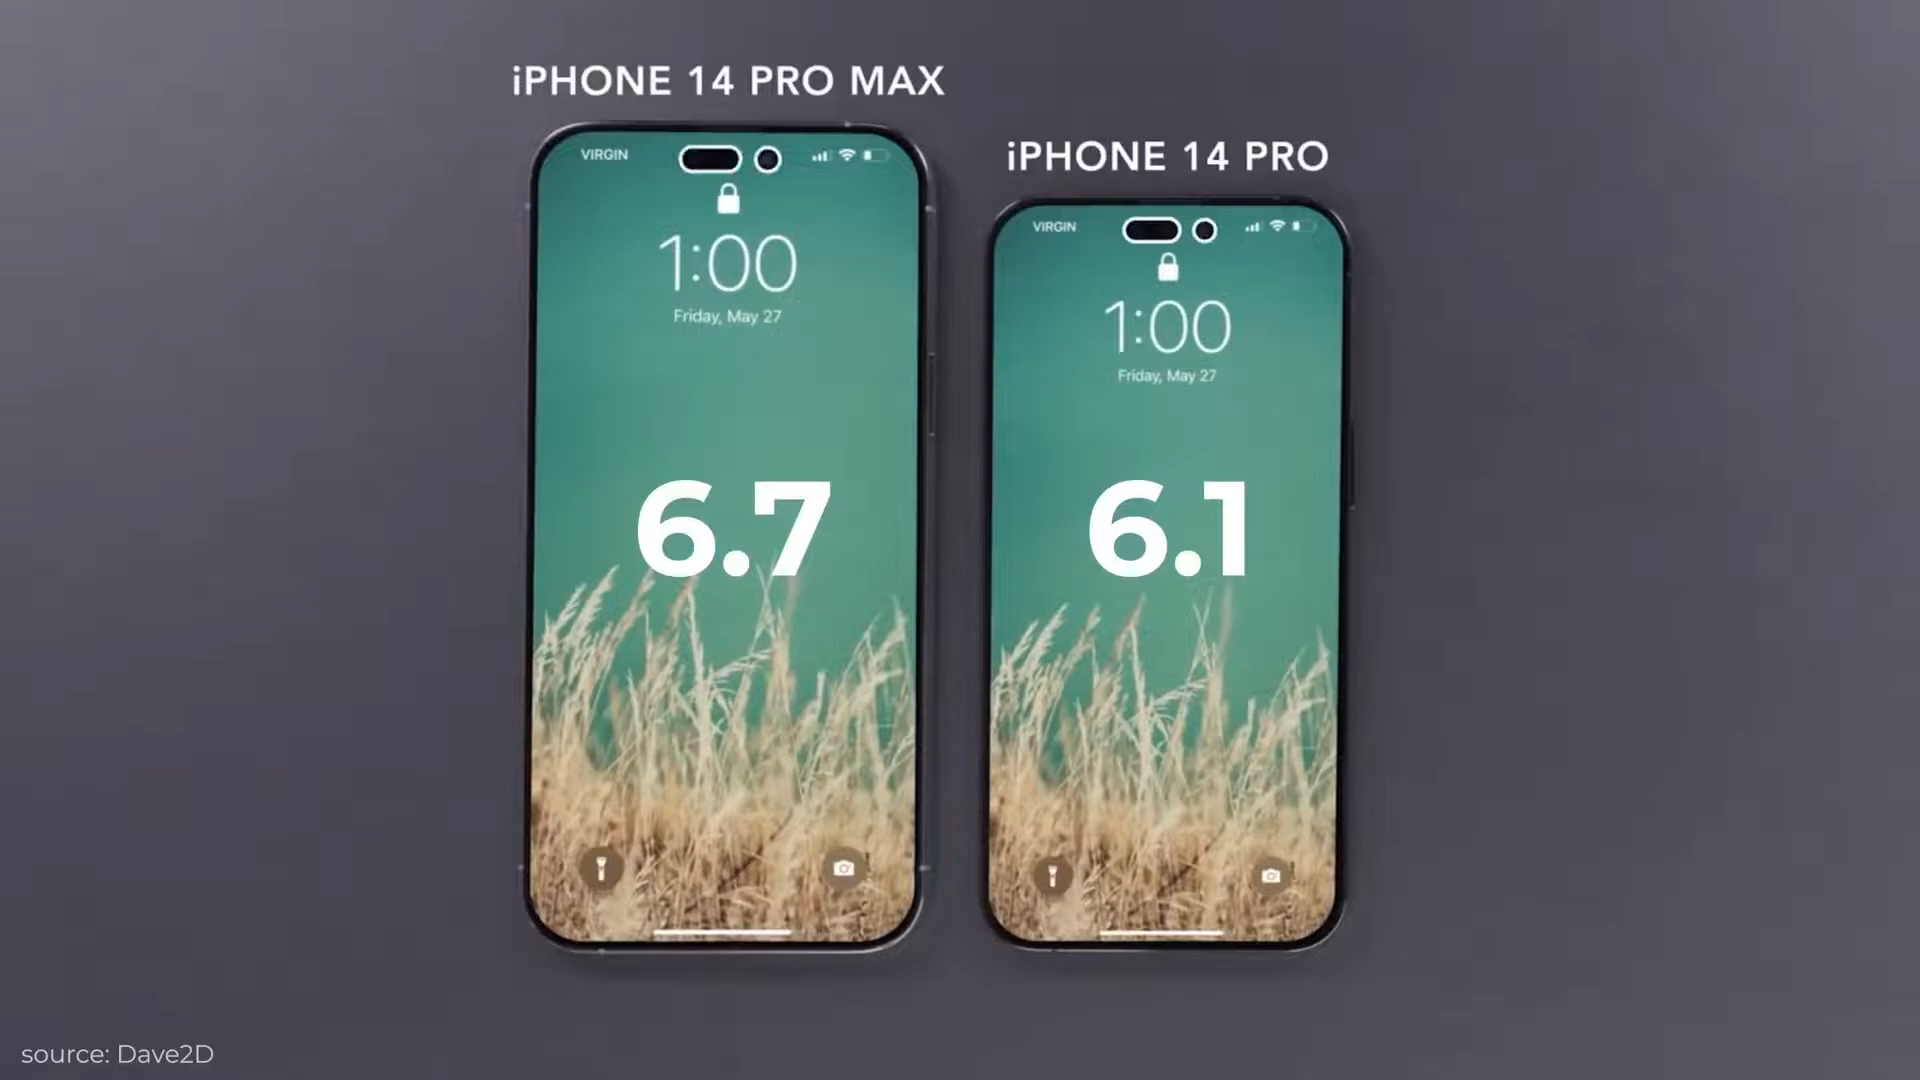 iPHONE 14 PRO MAX
VIRGIN
1:00
Friday, May 27
6.7
iPHONE 14 PRO
VIRGIN
1:00
Friday, May 27
6.1
source: Dave2D